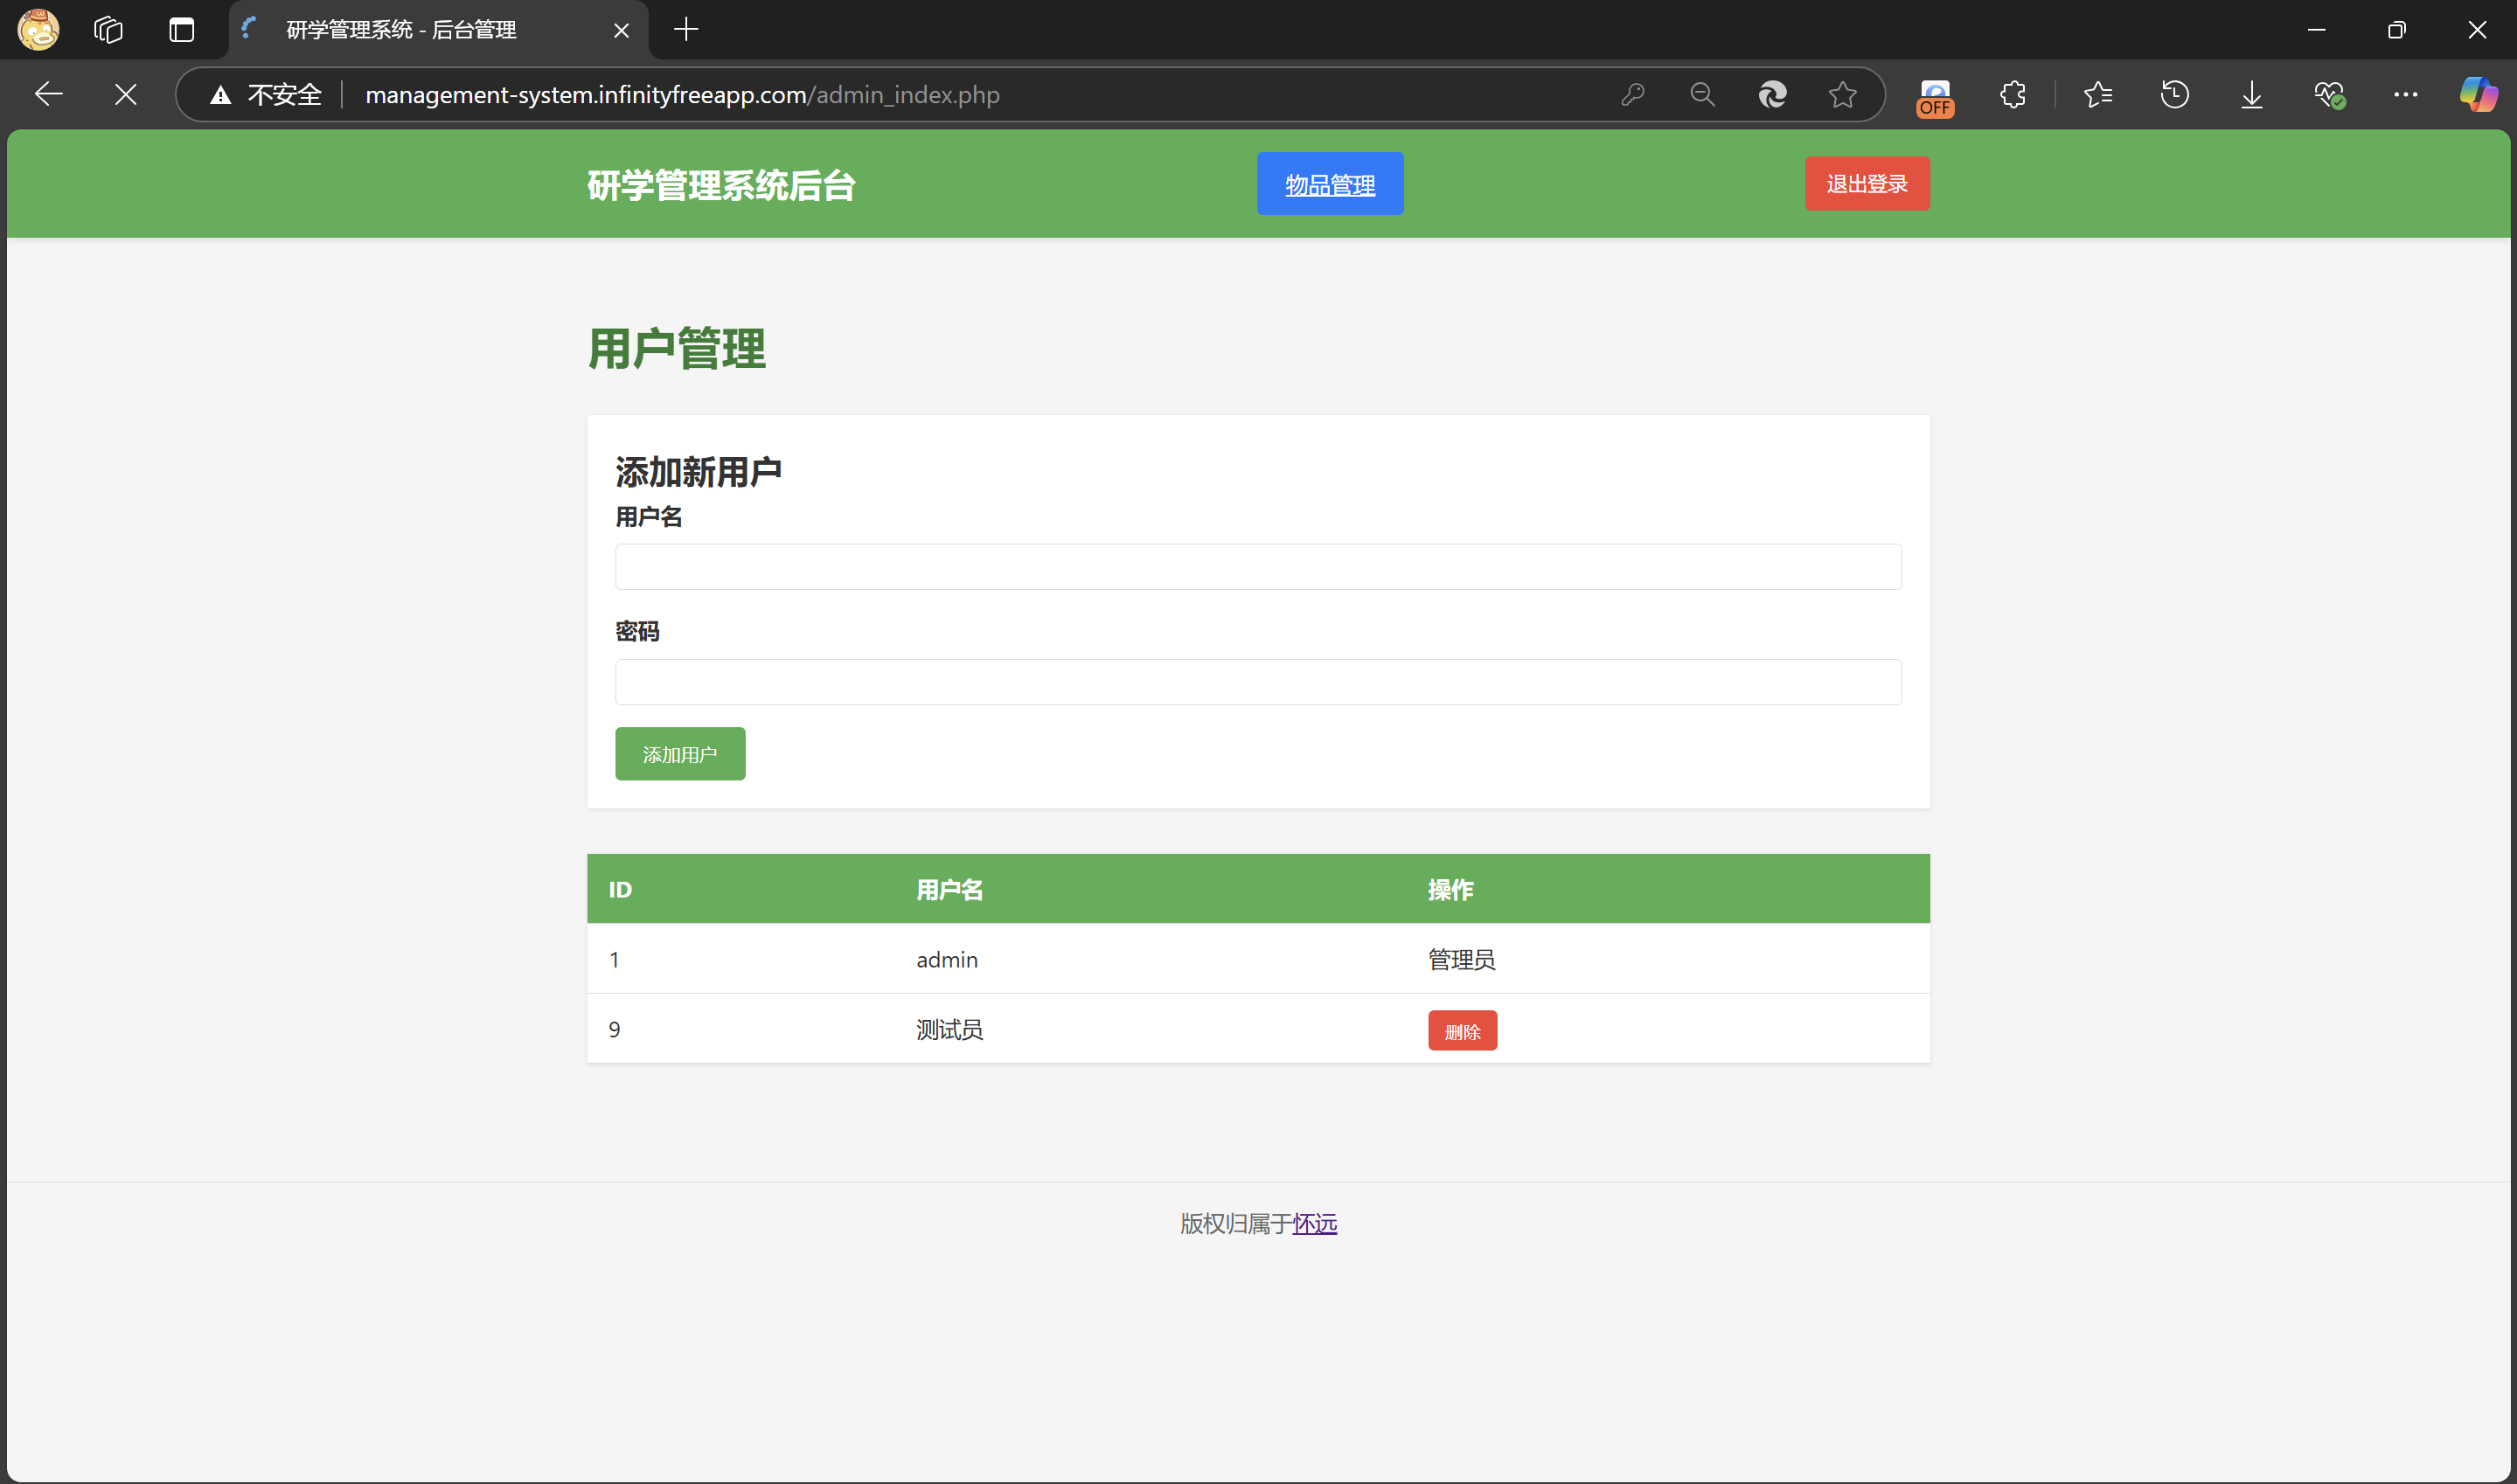 研学管理系统 - 后台管理
不安全 management-system.infinityfreeapp.com/admin_index.php
OFF
研学管理系统后台 物品管理 退出登录
用户管理
添加新用户
用户名
密码
添加用户
ID 用户名 操作
1 admin 管理员
9 测试员 删除
版权归属于怀远